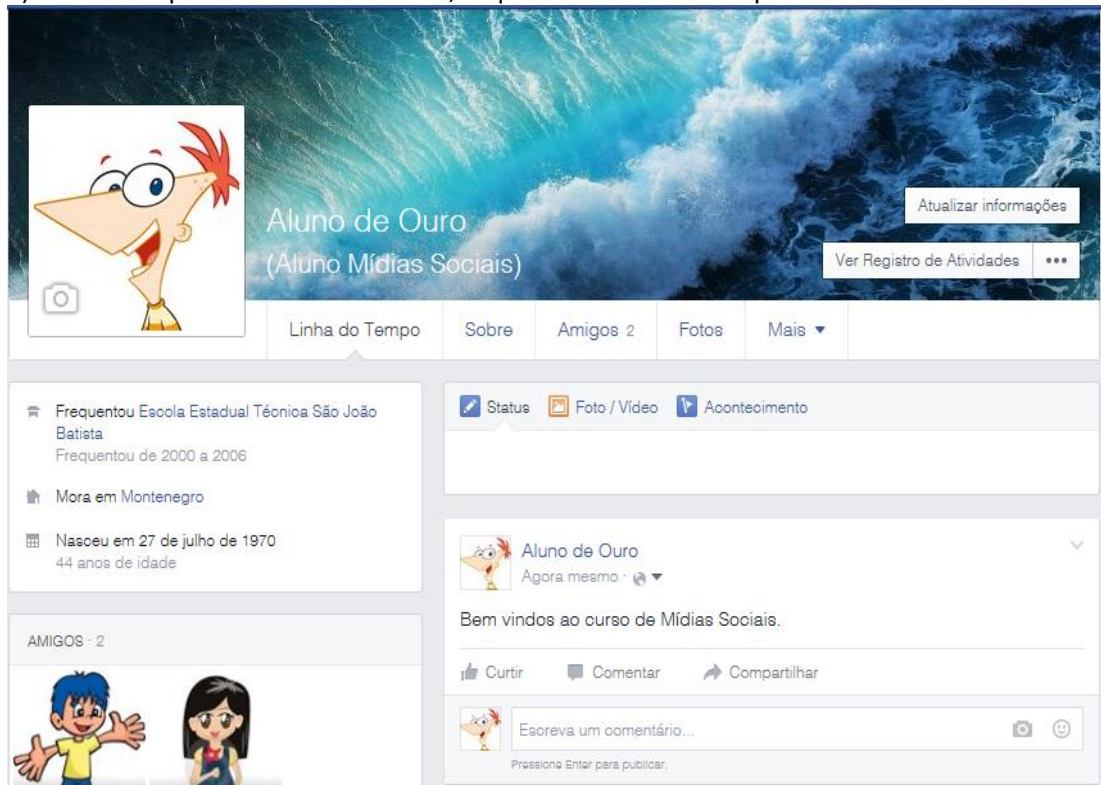 Aluno de Ouro
(Aluno Mídias Sociais)
Atualizar informações
Ver Registro de Atividades
Linha do Tempo
Sobre
Amigos 2
Fotos
Mais
Frequentou Escola Estadual Técnica São João
Batista
Frequentou de 2000 a 2006
Mora em Montenegro
Nasceu em 27 de julho de 1970
44 anos de idade
AMIGOS · 2
Status
Foto / Vídeo
Acontecimento
Aluno de Ouro
Agora mesmo ·
Bem vindos ao curso de Mídias Sociais.
Curtir
Comentar
Compartilhar
Escreva um comentário...
Pressione Enter para publicar.